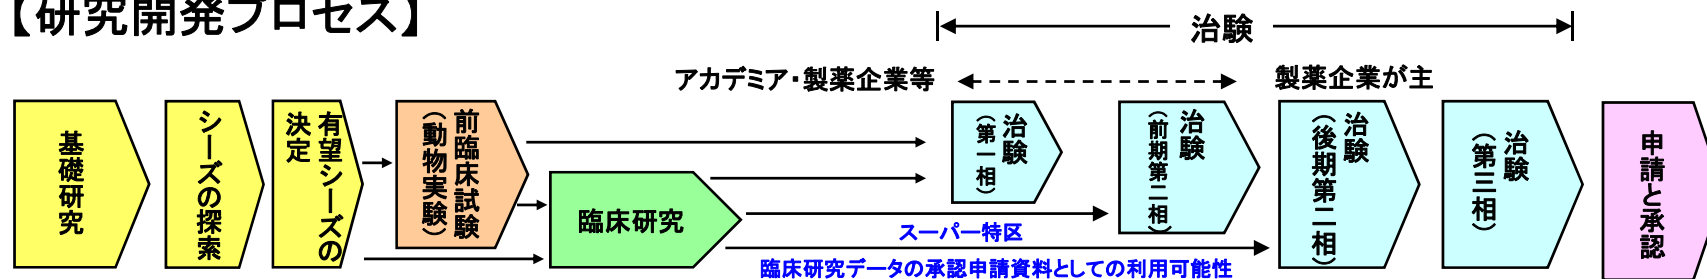 【研究開発プロセス】
治験
アカデミア・製薬企業等
製薬企業が主
基礎研究
シーズの探索
有望シーズの
決定
前臨床試験
（動物実験）
臨床研究
治験
（第一相）
治験
（前期第二相）
治験
（後期第二相）
治験
（第三相）
申請と承認
スーパー特区
臨床研究データの承認申請資料としての利用可能性